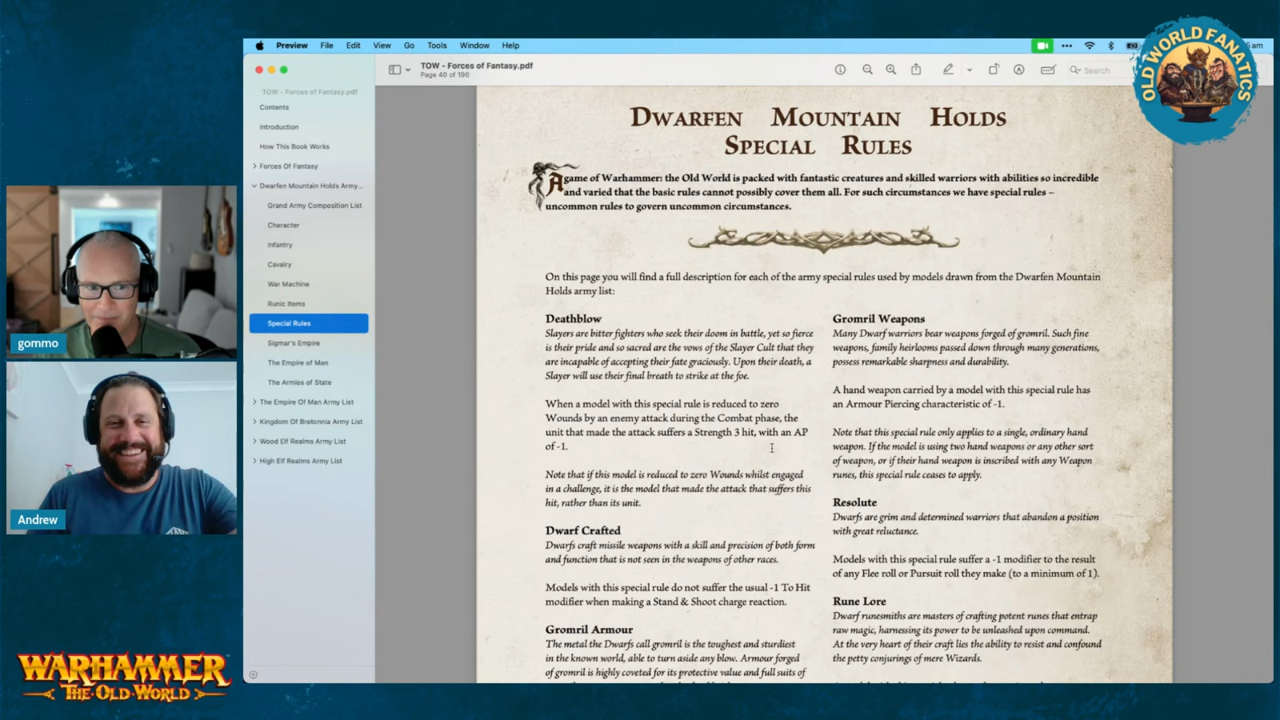 Preview File Edit View Go Tools Window Help
TOW - Forces of Fantasy.pdf
Page 40 of 196
Search
OLD WORLD FANATICS
TOW - Forces of Fantasy.pdf
Contents
Introduction
How This Book Works
Forces Of Fantasy
Dwarfen Mountain Holds Army...
Grand Army Composition List
Character
Infantry
Cavalry
War Machine
Runic Items
Special Rules
Sigmar's Empire
The Empire of Man
The Armies of State
The Empire Of Man Army List
Kingdom Of Bretonnia Army List
Wood Elf Realms Army List
High Elf Realms Army List
gommo
Andrew
WARHAMMER
THE OLD WORLD
DWARFEN MOUNTAIN HOLDS
SPECIAL RULES
A game of Warhammer: the Old World is packed with fantastic creatures and skilled warriors with abilities so incredible
and varied that the basic rules cannot possibly cover them all. For such circumstances we have special rules –
uncommon rules to govern uncommon circumstances.
On this page you will find a full description for each of the army special rules used by models drawn from the Dwarfen Mountain
Holds army list:
Deathblow
Slayers are bitter fighters who seek their doom in battle, yet so fierce
is their pride and so sacred are the vows of the Slayer Cult that they
are incapable of accepting their fate graciously. Upon their death, a
Slayer will use their final breath to strike at the foe.
When a model with this special rule is reduced to zero
Wounds by an enemy attack during the Combat phase, the
unit that made the attack suffers a Strength 3 hit, with an AP
of -1.
Note that if this model is reduced to zero Wounds whilst engaged
in a challenge, it is the model that made the attack that suffers this
hit, rather than its unit.
Dwarf Crafted
Dwarfs craft missile weapons with a skill and precision of both form
and function that is not seen in the weapons of other races.
Models with this special rule do not suffer the usual -1 To Hit
modifier when making a Stand & Shoot charge reaction.
Gromril Armour
The metal the Dwarfs call gromril is the toughest and sturdiest
in the known world, able to turn aside any blow. Armour forged
of gromril is highly coveted for its protective value and full suits of
Gromril Weapons
Many Dwarf warriors bear weapons forged of gromril. Such fine
weapons, family heirlooms passed down through many generations,
possess remarkable sharpness and durability.
A hand weapon carried by a model with this special rule has
an Armour Piercing characteristic of -1.
Note that this special rule only applies to a single, ordinary hand
weapon. If the model is using two hand weapons or any other sort
of weapon, or if their hand weapon is inscribed with any Weapon
runes, this special rule ceases to apply.
Resolute
Dwarfs are grim and determined warriors that abandon a position
with great reluctance.
Models with this special rule suffer a -1 modifier to the result
of any Flee roll or Pursuit roll they make (to a minimum of 1).
Rune Lore
Dwarf runesmiths are masters of crafting potent runes that entrap
raw magic, harnessing its power to be unleashed upon command.
At the very heart of their craft lies the ability to resist and confound
the petty conjurings of mere Wizards.